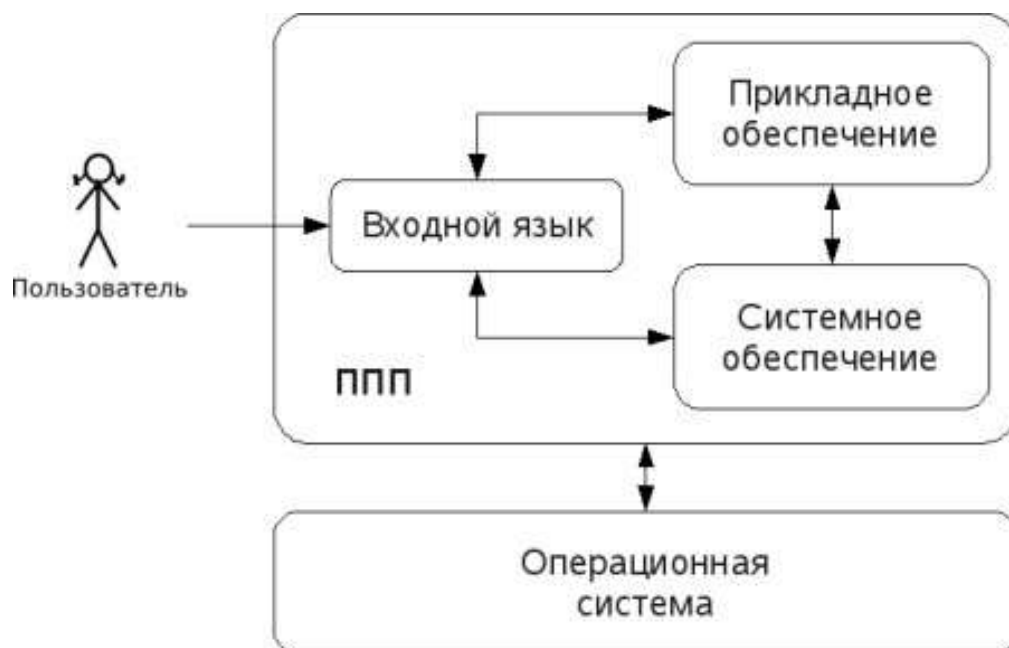 Прикладное
обеспечение
Входной язык
Пользователь
Системное
обеспечение
ППП
Операционная
система